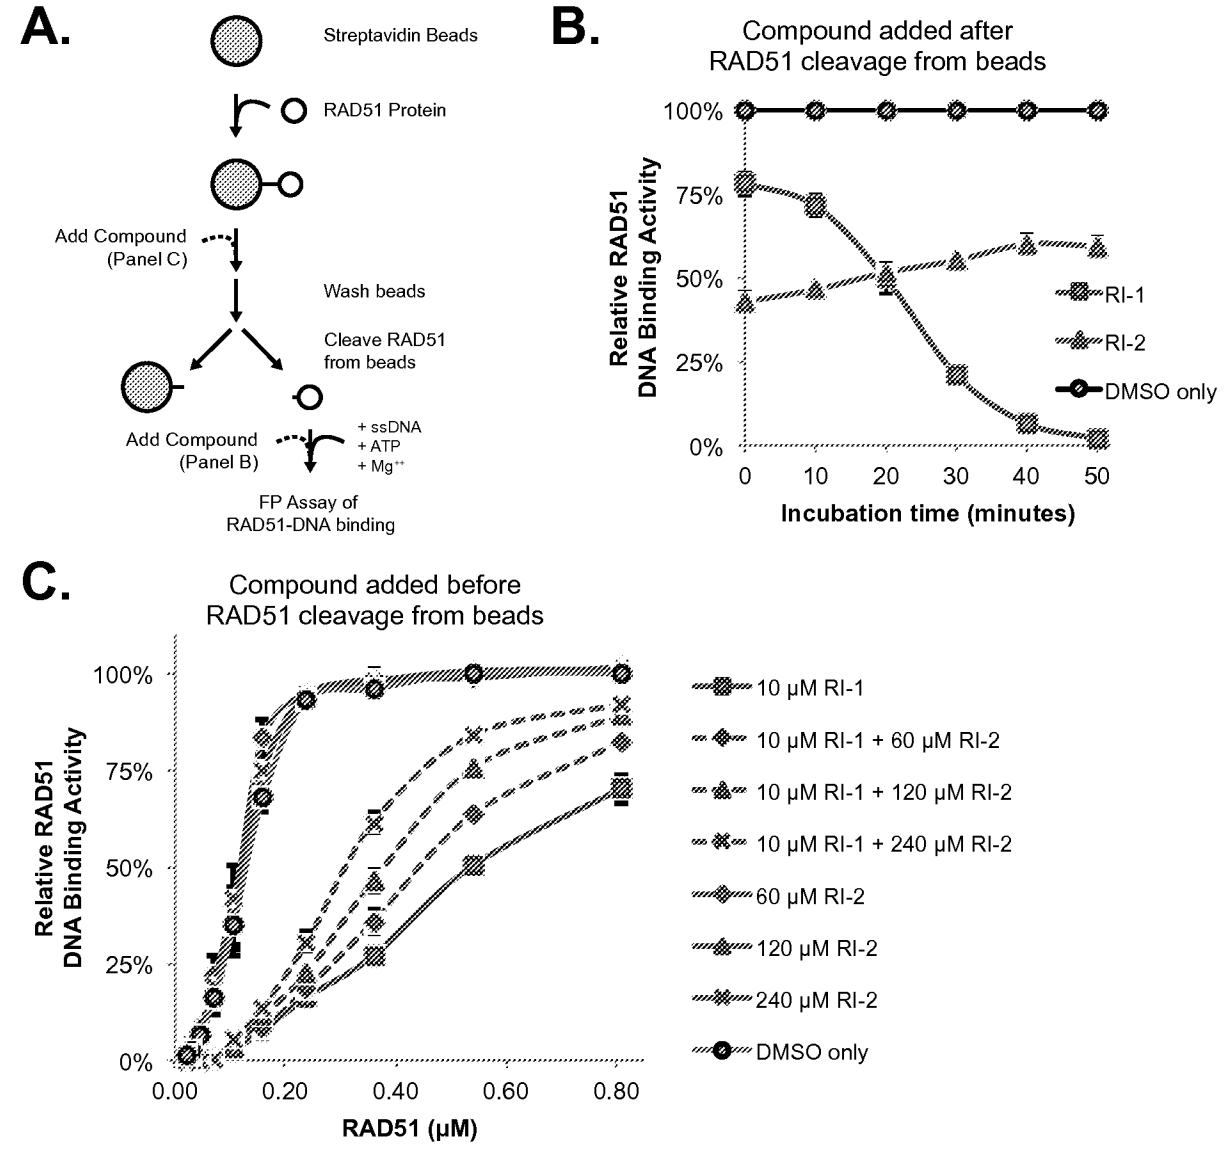 A.
Streptavidin Beads
RAD51 Protein
Add Compound
(Panel C)
Wash beads
Cleave RAD51
from beads
Add Compound
(Panel B)
+ ssDNA
+ ATP
+ Mg⁺⁺
FP Assay of
RAD51-DNA binding
B.
Compound added after
RAD51 cleavage from beads
Relative RAD51
DNA Binding Activity
100%
75%
50%
25%
0%
0 10 20 30 40 50
Incubation time (minutes)
RI-1
RI-2
DMSO only
C.
Compound added before
RAD51 cleavage from beads
Relative RAD51
DNA Binding Activity
100%
75%
50%
25%
0%
0.00 0.20 0.40 0.60 0.80
RAD51 (µM)
10 µM RI-1
10 µM RI-1 + 60 µM RI-2
10 µM RI-1 + 120 µM RI-2
10 µM RI-1 + 240 µM RI-2
60 µM RI-2
120 µM RI-2
240 µM RI-2
DMSO only